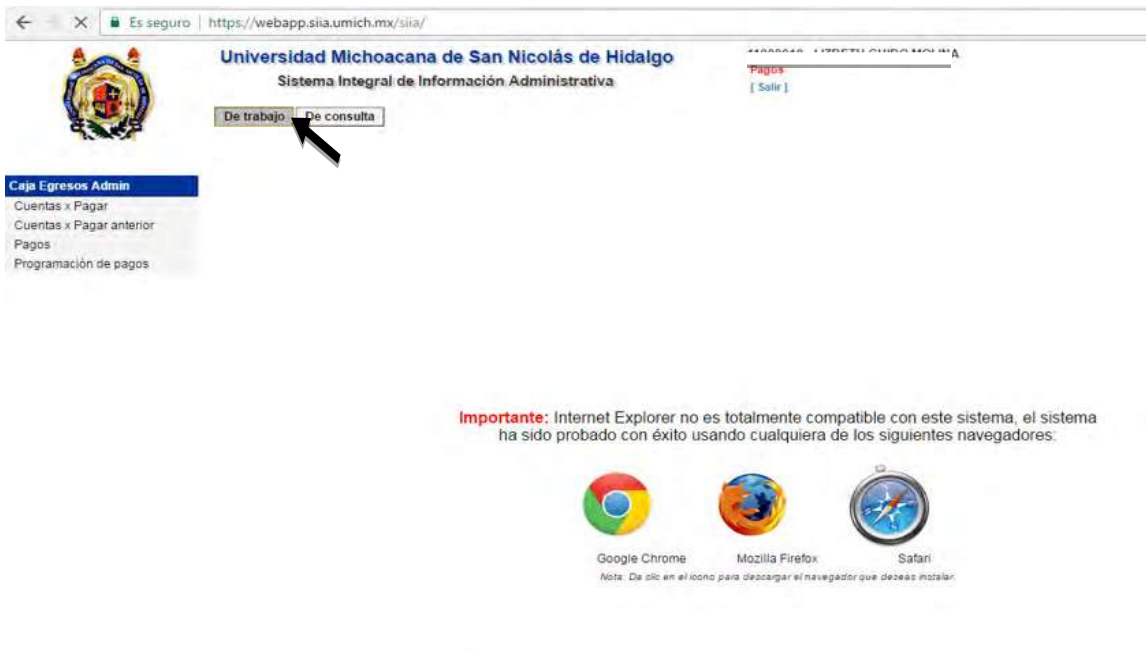 Es seguro | https://webapp.siia.umich.mx/siia/
Universidad Michoacana de San Nicolás de Hidalgo
Sistema Integral de Información Administrativa
Pagos
[ Salir ]
De trabajo De consulta
Caja Egresos Admin
Cuentas x Pagar
Cuentas x Pagar anterior
Pagos
Programación de pagos
Importante: Internet Explorer no es totalmente compatible con este sistema, el sistema
ha sido probado con éxito usando cualquiera de los siguientes navegadores:
Google Chrome Mozilla Firefox Safari
Nota: Da clic en el icono para descargar el navegador que deseas instalar.